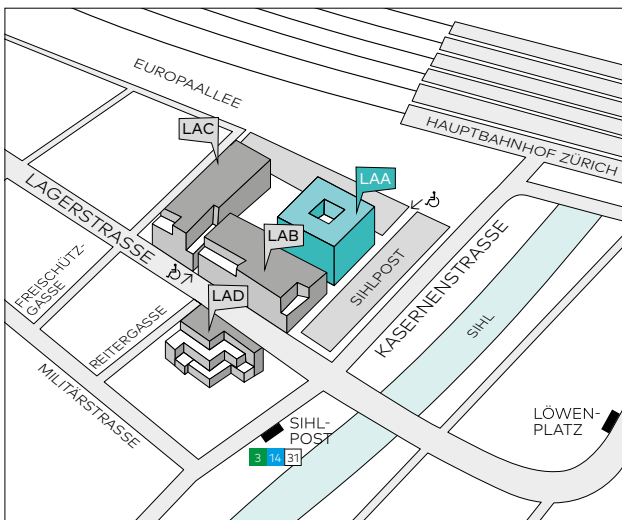 EUROPAALLEE
HAUPTBAHNHOF ZÜRICH
LAC
LAA
LAGERSTRASSE
LAB
SIHLPOST
KASERNENSTRASSE
FREISCHÜTZ-
GASSE
LAD
REITERGASSE
SIHL
MILITÄRSTRASSE
SIHL-
POST
3 14 31
LÖWEN-
PLATZ